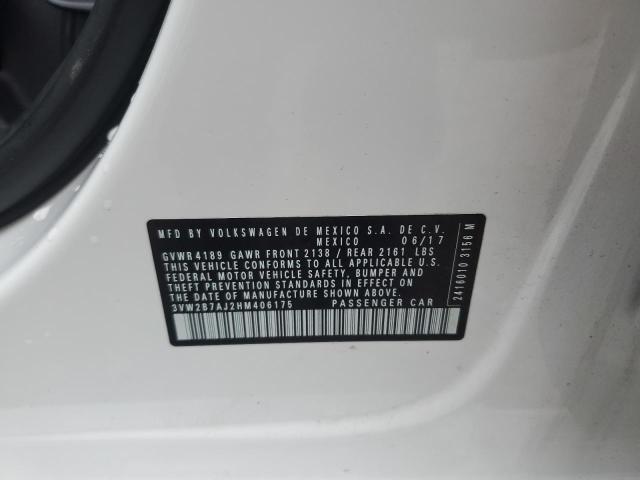 MFD BY VOLKSWAGEN DE MEXICO S.A. DE C.V.
MEXICO 06/17
GVWR 4189 GAWR FRONT 2138 / REAR 2161 LBS
THIS VEHICLE CONFORMS TO ALL APPLICABLE
FEDERAL MOTOR VEHICLE SAFETY, BUMPER AND
THEFT PREVENTION STANDARDS IN EFFECT ON
THE DATE OF MANUFACTURE SHOWN ABOVE.
3VW2B7AJ2HM406175 PASSENGER CAR
2416010 3156 M